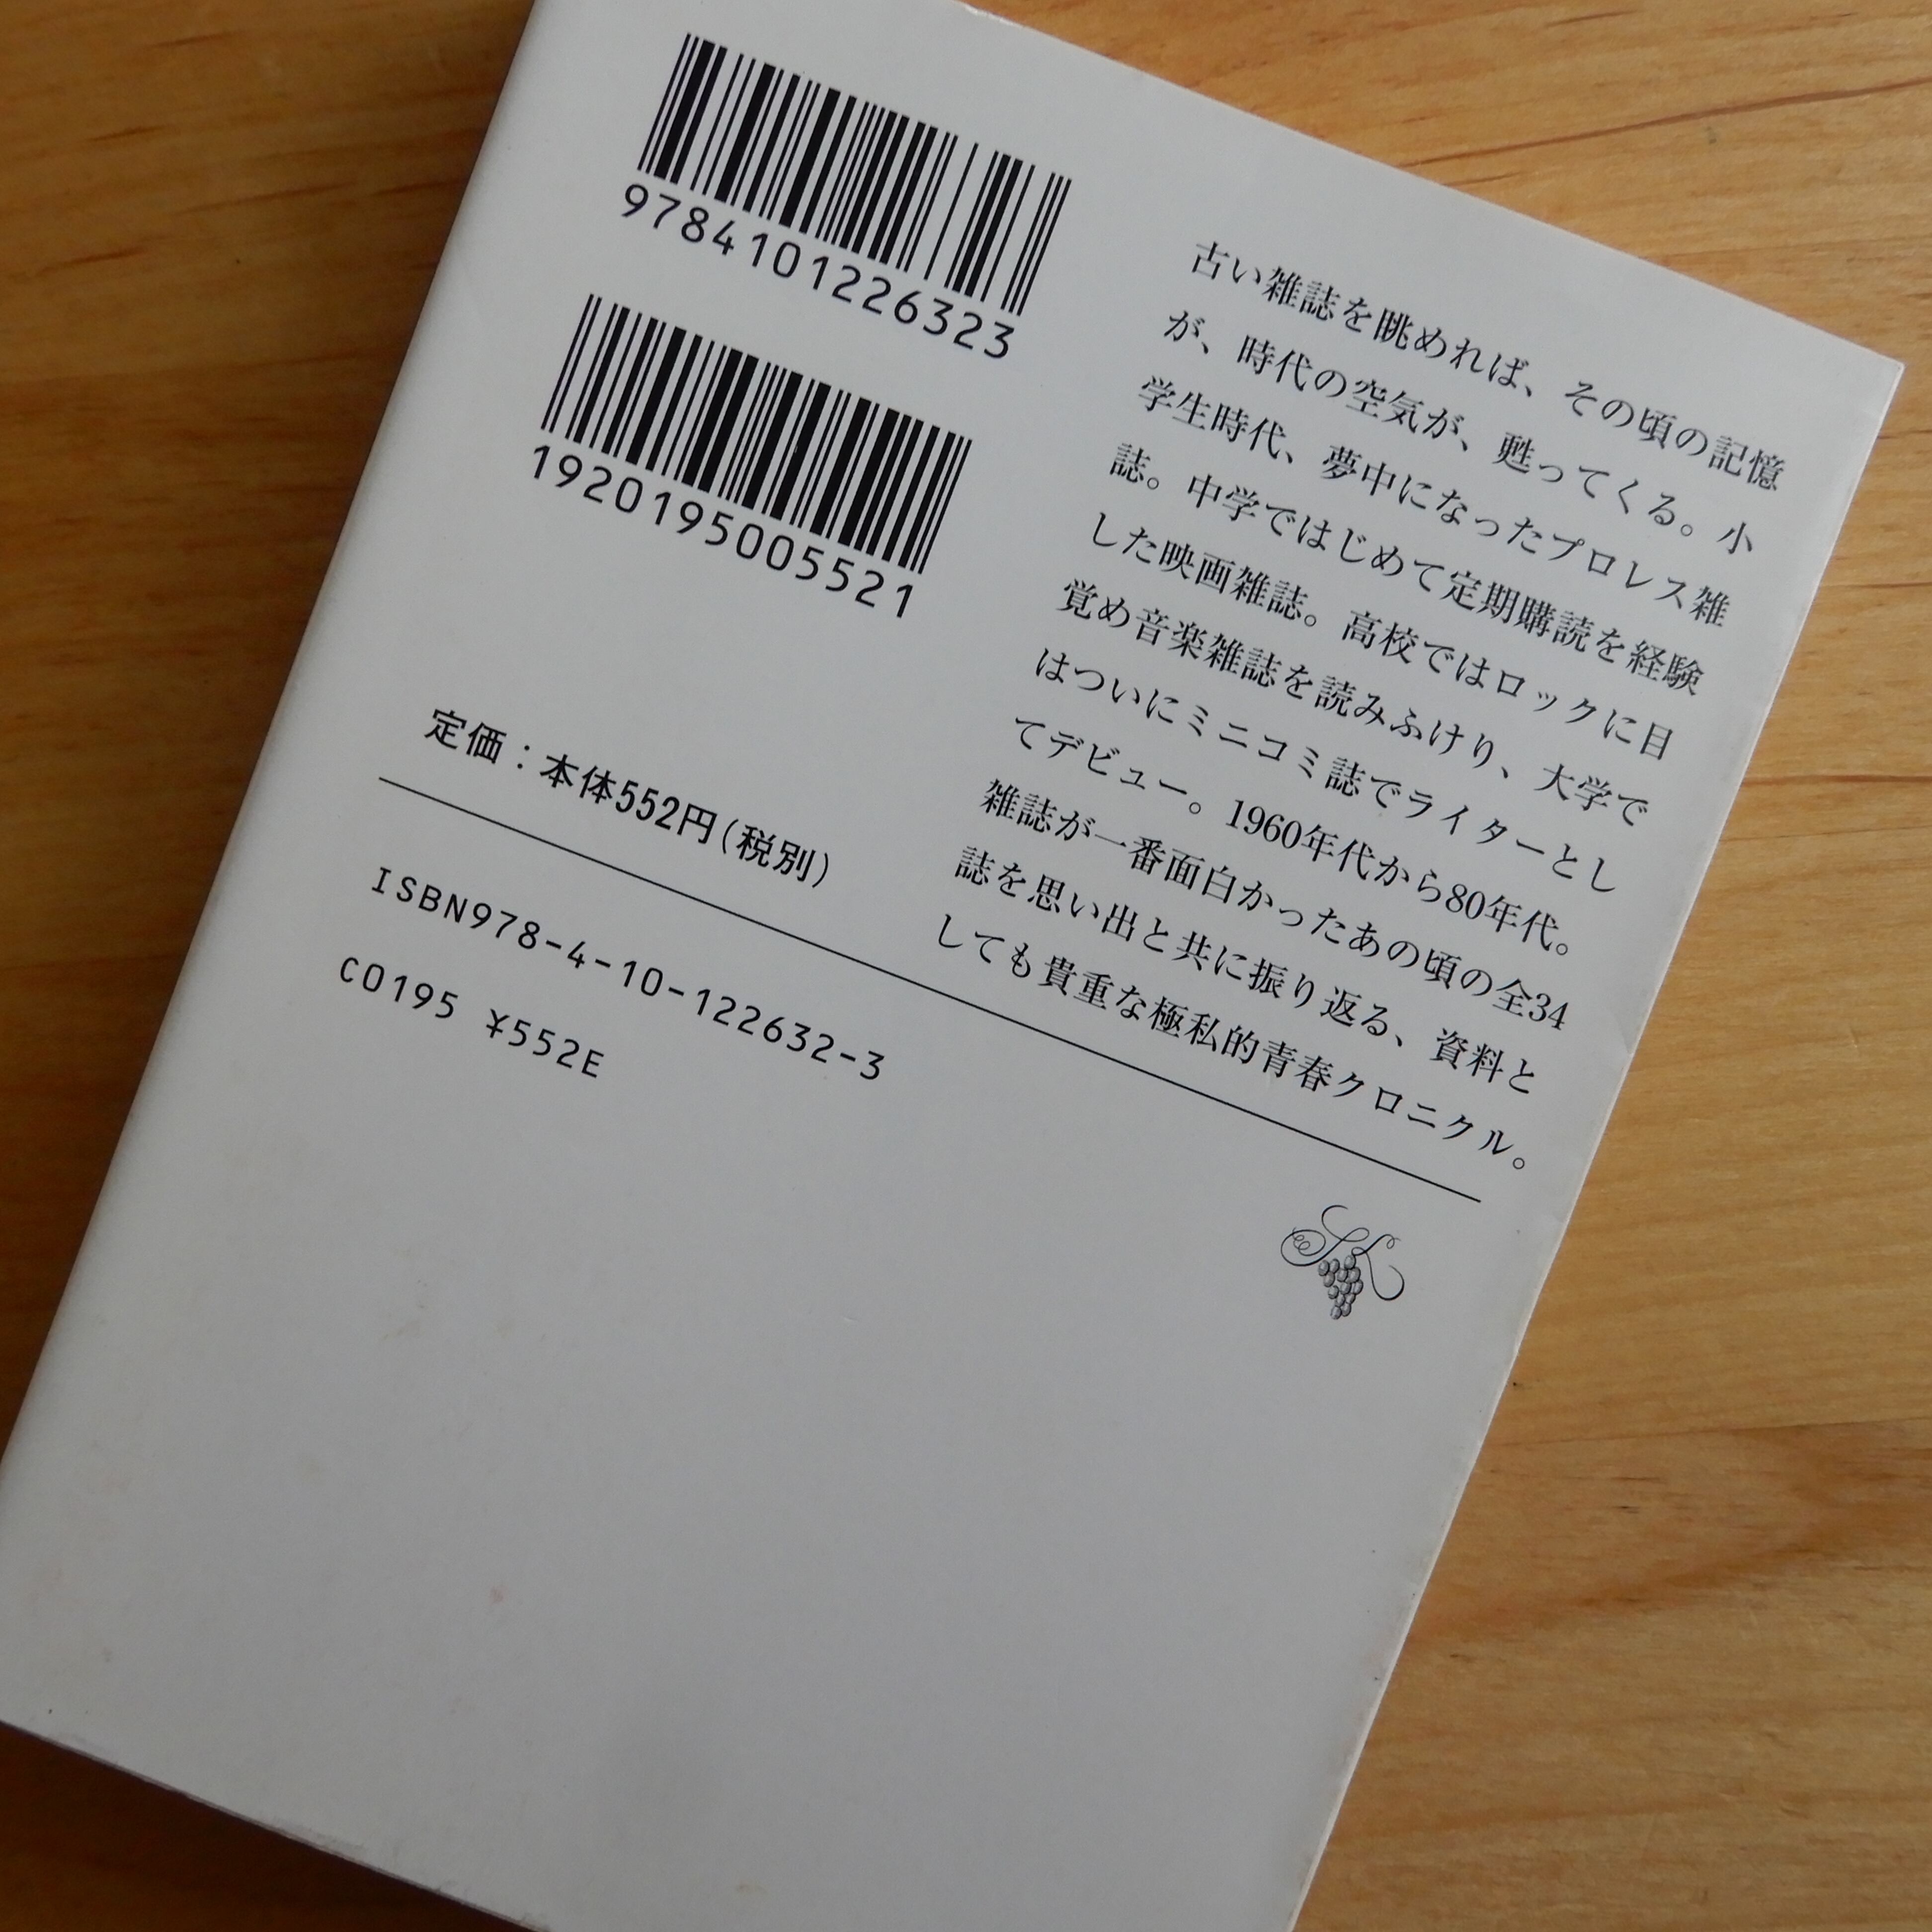 9784101226323
1920195005521
古い雑誌を眺めれば、その頃の記憶
が、時代の空気が、甦ってくる。小
学生時代、夢中になったプロレス雑
誌。中学ではじめて定期購読を経験
した映画雑誌。高校ではロックに目
覚め音楽雑誌を読みふけり、大学で
はついにミニコミ誌でライターとし
てデビュー。1960年代から80年代。
雑誌が一番面白かったあの頃の全34
誌を思い出と共に振り返る、資料と
しても貴重な極私的青春クロニクル。
定価：本体552円(税別)
ISBN978-4-10-122632-3
C0195 ¥552E